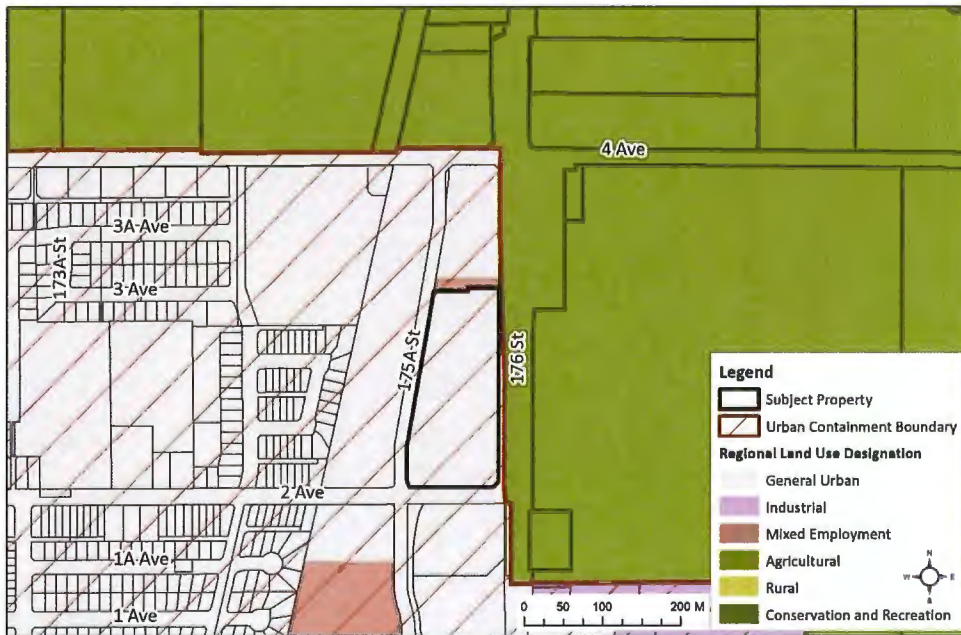 4 Ave
3A Ave
173A St
3 Ave
175A St
176 St
2 Ave
1A Ave
1 Ave
Legend
Subject Property
Urban Containment Boundary
Regional Land Use Designation
General Urban
Industrial
Mixed Employment
Agricultural
Rural
Conservation and Recreation
N
W
E
S
0 50 100 200 M